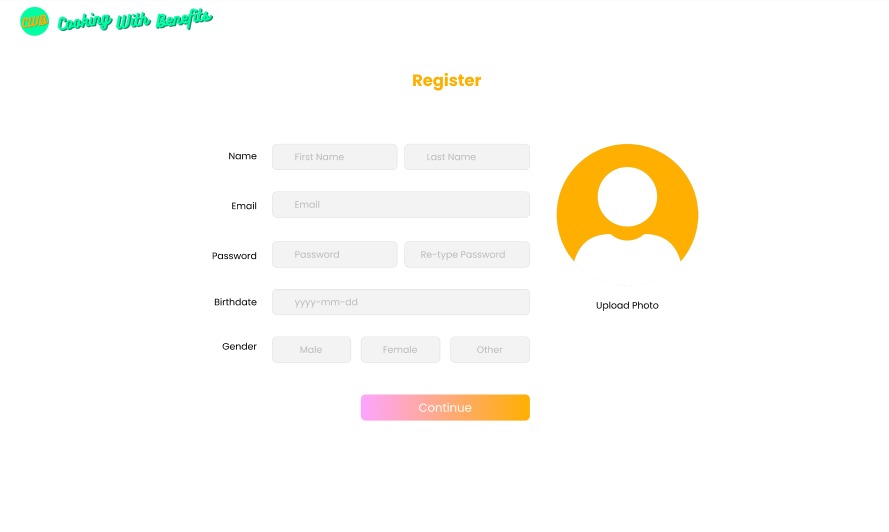 CWB Cooking With Benefits
Register
Name First Name Last Name
Email Email
Password Password Re-type Password
Birthdate yyyy-mm-dd
Upload Photo
Gender Male Female Other
Continue